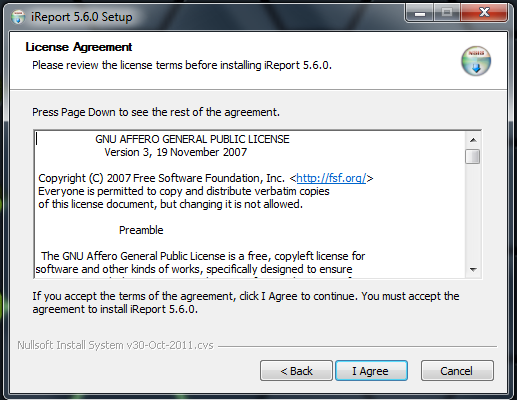 iReport 5.6.0 Setup
License Agreement
Please review the license terms before installing iReport 5.6.0.
Press Page Down to see the rest of the agreement.
GNU AFFERO GENERAL PUBLIC LICENSE
Version 3, 19 November 2007
Copyright (C) 2007 Free Software Foundation, Inc. <http://fsf.org/>
Everyone is permitted to copy and distribute verbatim copies
of this license document, but changing it is not allowed.
Preamble
The GNU Affero General Public License is a free, copyleft license for
software and other kinds of works, specifically designed to ensure
If you accept the terms of the agreement, click I Agree to continue. You must accept the
agreement to install iReport 5.6.0.
Nullsoft Install System v30-Oct-2011.cvs
< Back
I Agree
Cancel